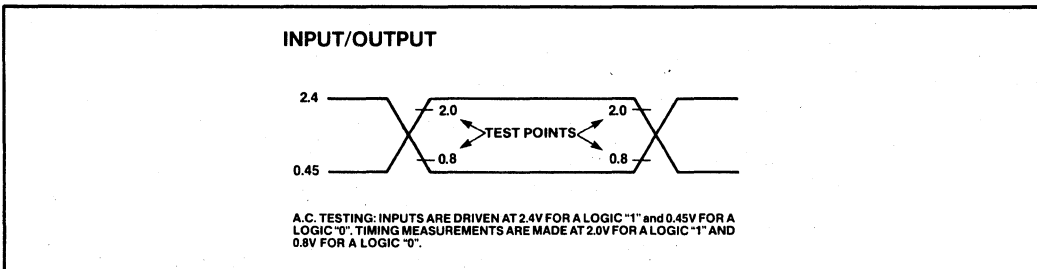 INPUT/OUTPUT
2.4
2.0
2.0
TEST POINTS
0.8
0.8
0.45
A.C. TESTING: INPUTS ARE DRIVEN AT 2.4V FOR A LOGIC “1” and 0.45V FOR A
LOGIC “0”. TIMING MEASUREMENTS ARE MADE AT 2.0V FOR A LOGIC “1” AND
0.8V FOR A LOGIC “0”.